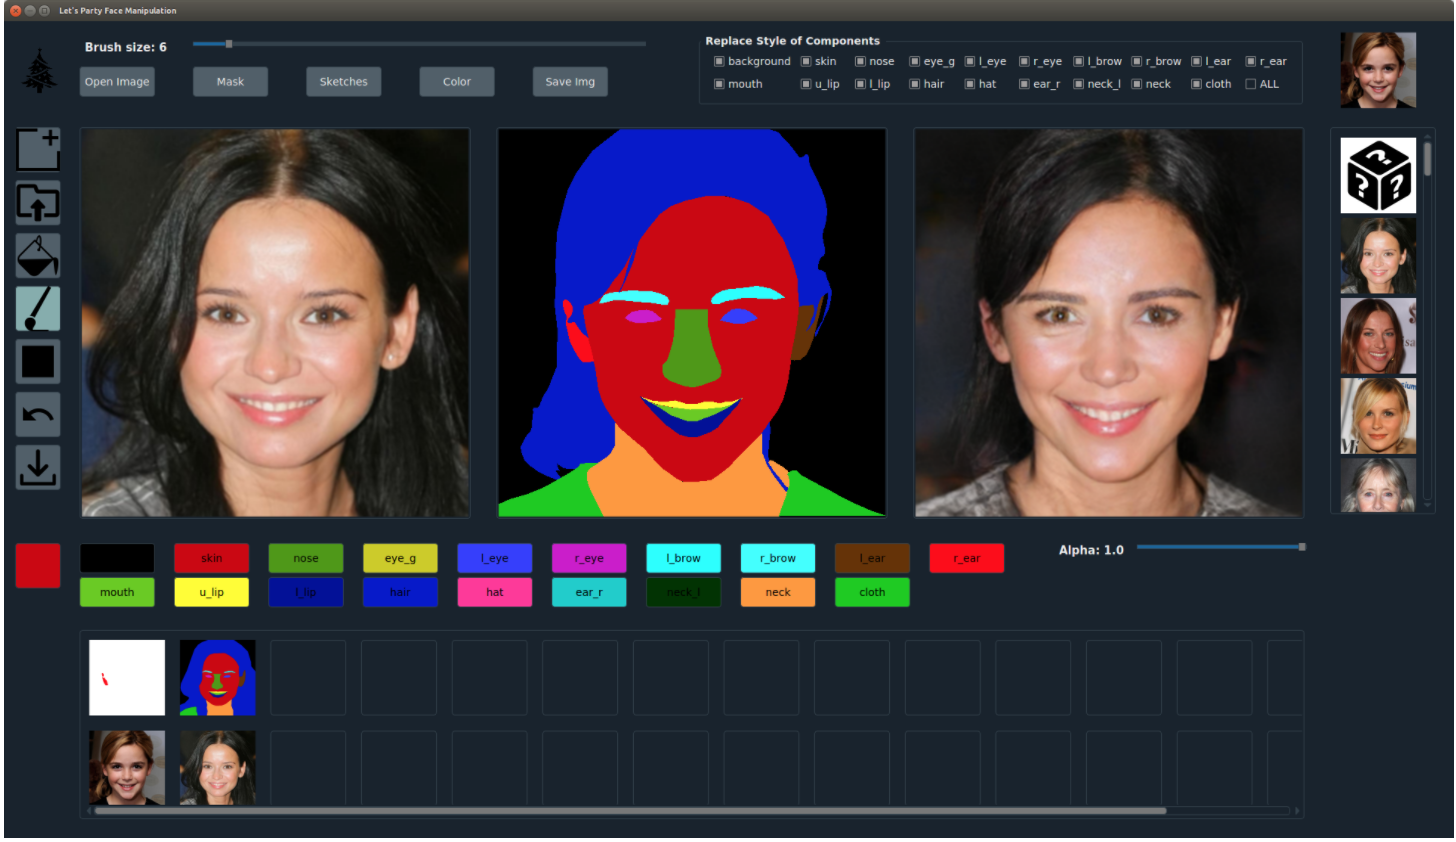 Let's Party Face Manipulation
Brush size: 6
Open Image Mask Sketches Color Save Img
Replace Style of Components
background skin nose eye_g l_eye r_eye l_brow r_brow l_ear r_ear
mouth u_lip l_lip hair hat ear_r neck_l neck cloth ALL
skin nose eye_g l_eye r_eye l_brow r_brow l_ear r_ear
mouth u_lip l_lip hair hat ear_r neck_l neck cloth
Alpha: 1.0